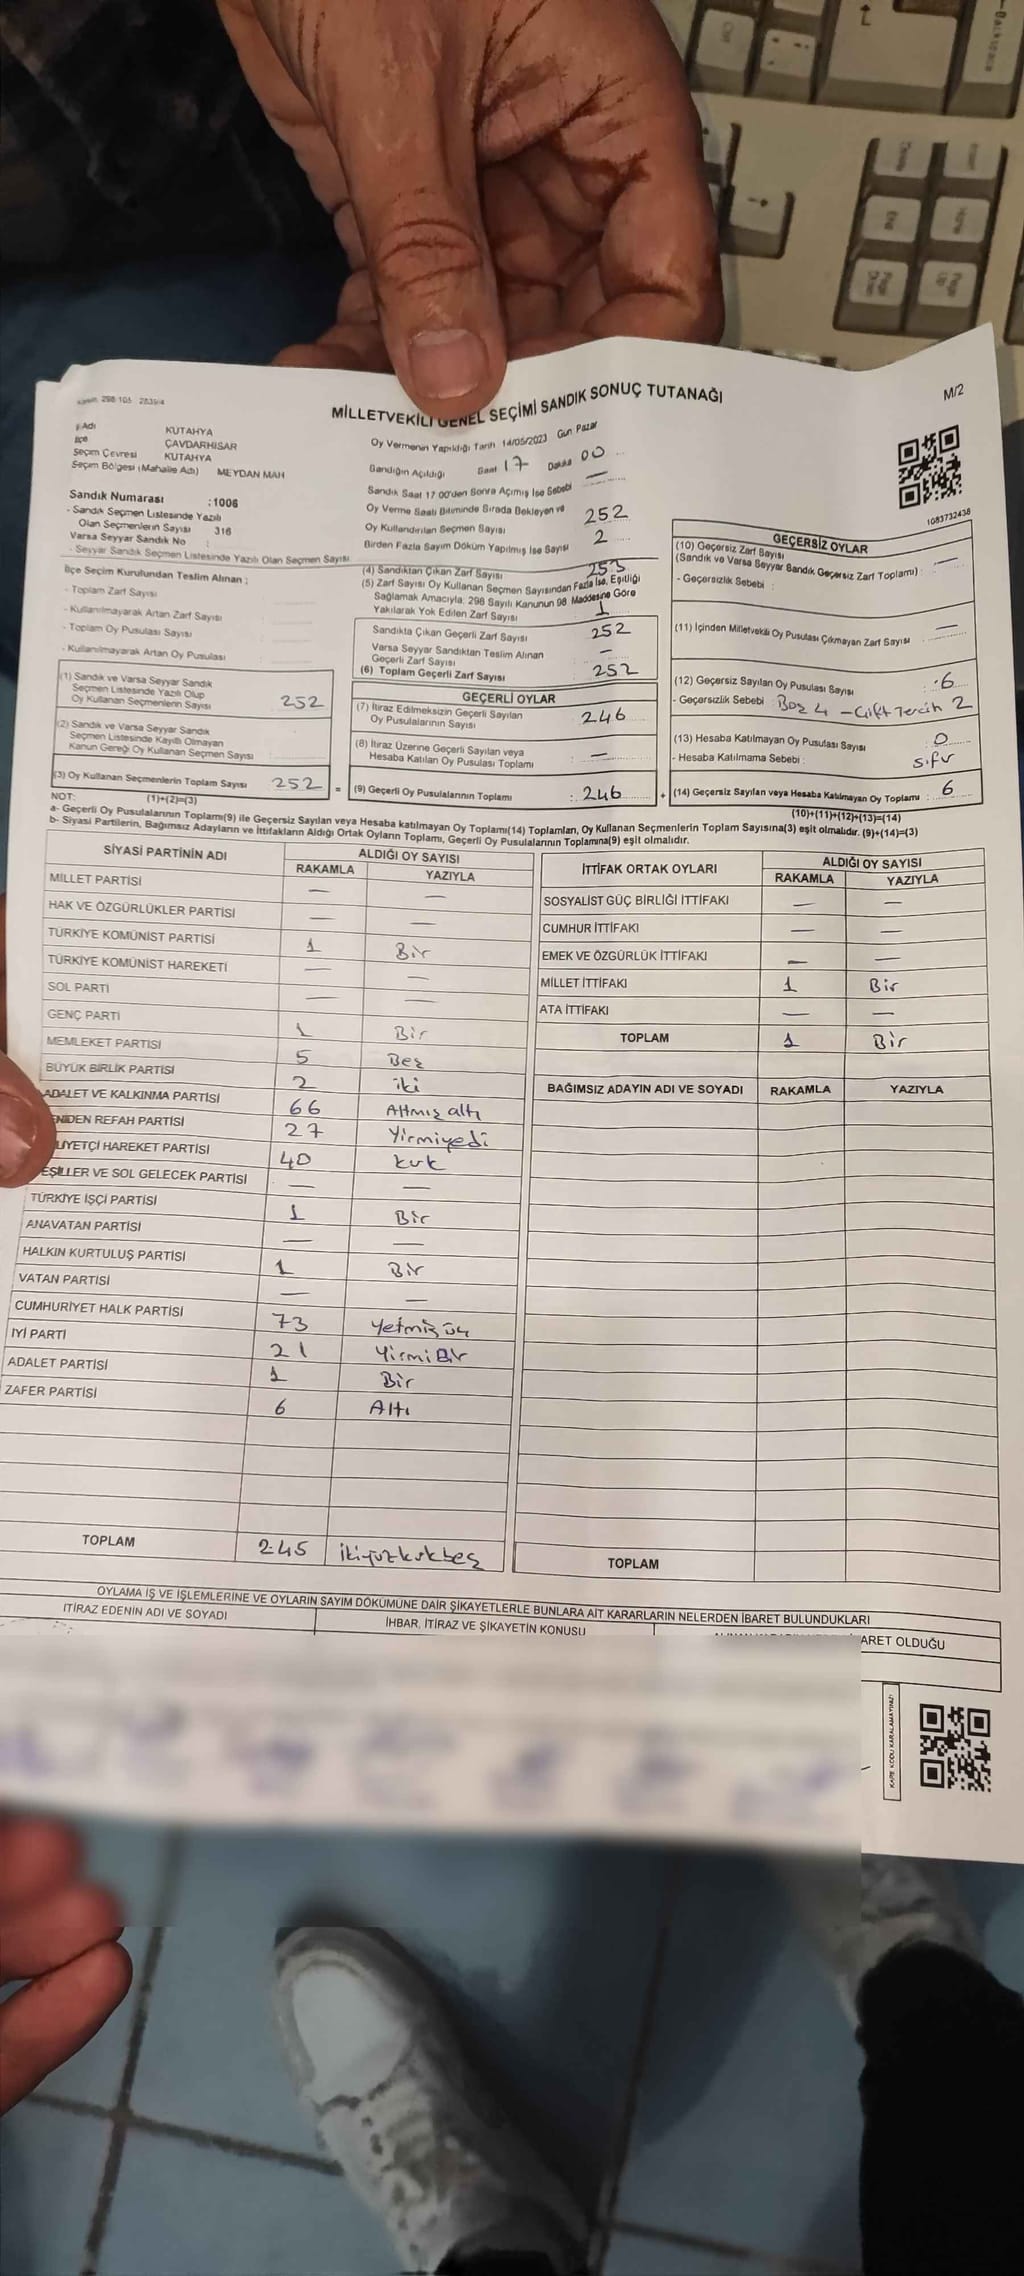 MİLLETVEKİLİ GENEL SEÇİMİ SANDIK SONUÇ TUTANAĞI
M/2
KÜTAHYA
İlçe ÇAVDARHİSAR
Seçim Çevresi KÜTAHYA
Seçim Bölgesi (Mahalle Adı) MEYDAN MAH
Sandık Numarası :1006
- Sandık Seçmen Listesinde Yazılı
Olan Seçmenlerin Sayısı 316
Varsa Seyyar Sandık No :
- Seyyar Sandık Seçmen Listesinde Yazılı Olan Seçmen Sayısı
Oy Vermenin Yapıldığı Tarih 14/05/2023 Gün Pazar
Sandığın Açıldığı Saat 17 Dakika 00
Sandık Saat 17 00'den Sonra Açılmış İse Sebebi —
Oy Verme Saati Bitiminde Sırada Bekleyen ve
Oy Kullandırılan Seçmen Sayısı 252
Birden Fazla Sayım Döküm Yapılmış İse Sayısı 2
1083732438
İlçe Seçim Kurulundan Teslim Alınan ;
- Toplam Zarf Sayısı
- Kullanılmayarak Artan Zarf Sayısı
- Toplam Oy Pusulası Sayısı
- Kullanılmayarak Artan Oy Pusulası
(1) Sandık ve Varsa Seyyar Sandık
Seçmen Listesinde Yazılı Olup
Oy Kullanan Seçmenlerin Sayısı 252
(2) Sandık ve Varsa Seyyar Sandık
Seçmen Listesinde Kayıtlı Olmayan
Kanun Gereği Oy Kullanan Seçmen Sayısı :
(3) Oy Kullanan Seçmenlerin Toplam Sayısı 252 =
(1)+(2)=(3)
(4) Sandıktan Çıkan Zarf Sayısı 253
(5) Zarf Sayısı Oy Kullanan Seçmen Sayısından Fazla İse, Eşitliği
Sağlamak Amacıyla, 298 Sayılı Kanunun 98 Maddesine Göre
Yakılarak Yok Edilen Zarf Sayısı 1
Sandıkta Çıkan Geçerli Zarf Sayısı 252
Varsa Seyyar Sandıktan Teslim Alınan
Geçerli Zarf Sayısı : —
(6) Toplam Geçerli Zarf Sayısı 252
GEÇERLİ OYLAR
(7) İtiraz Edilmeksizin Geçerli Sayılan
Oy Pusulalarının Sayısı : 246
(8) İtiraz Üzerine Geçerli Sayılan veya
Hesaba Katılan Oy Pusulası Toplamı : —
(9) Geçerli Oy Pusulalarının Toplamı : 246 +
GEÇERSİZ OYLAR
(10) Geçersiz Zarf Sayısı
(Sandık ve Varsa Seyyar Sandık Geçersiz Zarf Toplamı) : —
- Geçersizlik Sebebi :
(11) İçinden Milletvekili Oy Pusulası Çıkmayan Zarf Sayısı —
(12) Geçersiz Sayılan Oy Pusulası Sayısı : 6
- Geçersizlik Sebebi : Boş 4 - Çift Tercih 2
(13) Hesaba Katılmayan Oy Pusulası Sayısı 0
- Hesaba Katılmama Sebebi : sıfır
(14) Geçersiz Sayılan veya Hesaba Katılmayan Oy Toplamı : 6
(10)+(11)+(12)+(13)=(14)
NOT:
a- Geçerli Oy Pusulalarının Toplamı(9) ile Geçersiz Sayılan veya Hesaba katılmayan Oy Toplamı(14) Toplamları, Oy Kullanan Seçmenlerin Toplam Sayısına(3) eşit olmalıdır. (9)+(14)=(3)
b- Siyasi Partilerin, Bağımsız Adayların ve İttifakların Aldığı Ortak Oyların Toplamı, Geçerli Oy Pusulalarının Toplamına(9) eşit olmalıdır.
SİYASİ PARTİNİN ADI ALDIĞI OY SAYISI
RAKAMLA YAZIYLA
MİLLET PARTİSİ — —
HAK VE ÖZGÜRLÜKLER PARTİSİ — —
TÜRKİYE KOMÜNİST PARTİSİ 1 Bir
TÜRKİYE KOMÜNİST HAREKETİ — —
SOL PARTİ — —
GENÇ PARTİ 1 Bir
MEMLEKET PARTİSİ 5 Beş
BÜYÜK BİRLİK PARTİSİ 2 iki
ADALET VE KALKINMA PARTİSİ 66 Altmış altı
ENİDEN REFAH PARTİSİ 27 Yirmiyedi
LİYETÇİ HAREKET PARTİSİ 40 kırk
EŞİLLER VE SOL GELECEK PARTİSİ — —
TÜRKİYE İŞÇİ PARTİSİ 1 Bir
ANAVATAN PARTİSİ — —
HALKIN KURTULUŞ PARTİSİ 1 Bir
VATAN PARTİSİ — —
CUMHURİYET HALK PARTİSİ 73 Yetmiş üç
İYİ PARTİ 21 Yirmi Bir
ADALET PARTİSİ 1 Bir
ZAFER PARTİSİ 6 Altı
TOPLAM 245 ikiyüzkırkbeş
İTTİFAK ORTAK OYLARI ALDIĞI OY SAYISI
RAKAMLA YAZIYLA
SOSYALİST GÜÇ BİRLİĞİ İTTİFAKI — —
CUMHUR İTTİFAKI — —
EMEK VE ÖZGÜRLÜK İTTİFAKI — —
MİLLET İTTİFAKI 1 Bir
ATA İTTİFAKI — —
TOPLAM 1 Bir
BAĞIMSIZ ADAYIN ADI VE SOYADI RAKAMLA YAZIYLA
TOPLAM
OYLAMA İŞ VE İŞLEMLERİNE VE OYLARIN SAYIM DÖKÜMÜNE DAİR ŞİKAYETLERLE BUNLARA AİT KARARLARIN NELERDEN İBARET BULUNDUKLARI
İTİRAZ EDENİN ADI VE SOYADI İHBAR, İTİRAZ VE ŞİKAYETİN KONUSU BARET OLDUĞU
KARE KODU KARALAMAYINIZ!
Backspace
Ctrl
Insert
Home
End
Page Up
Page Down